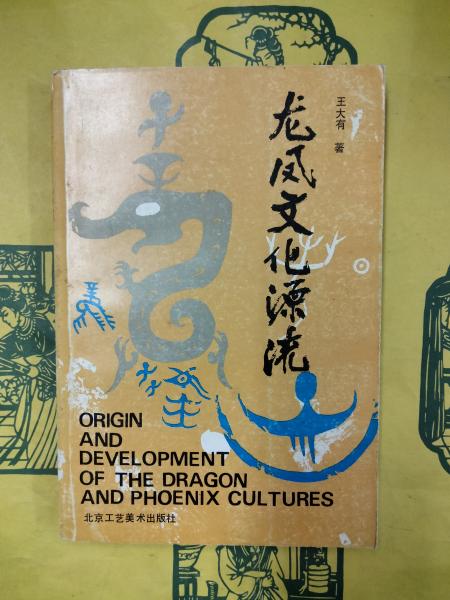 王大有 著
龙凤文化源流
ORIGIN
AND
DEVELOPMENT
OF THE DRAGON
AND PHOENIX CULTURES
北京工艺美术出版社